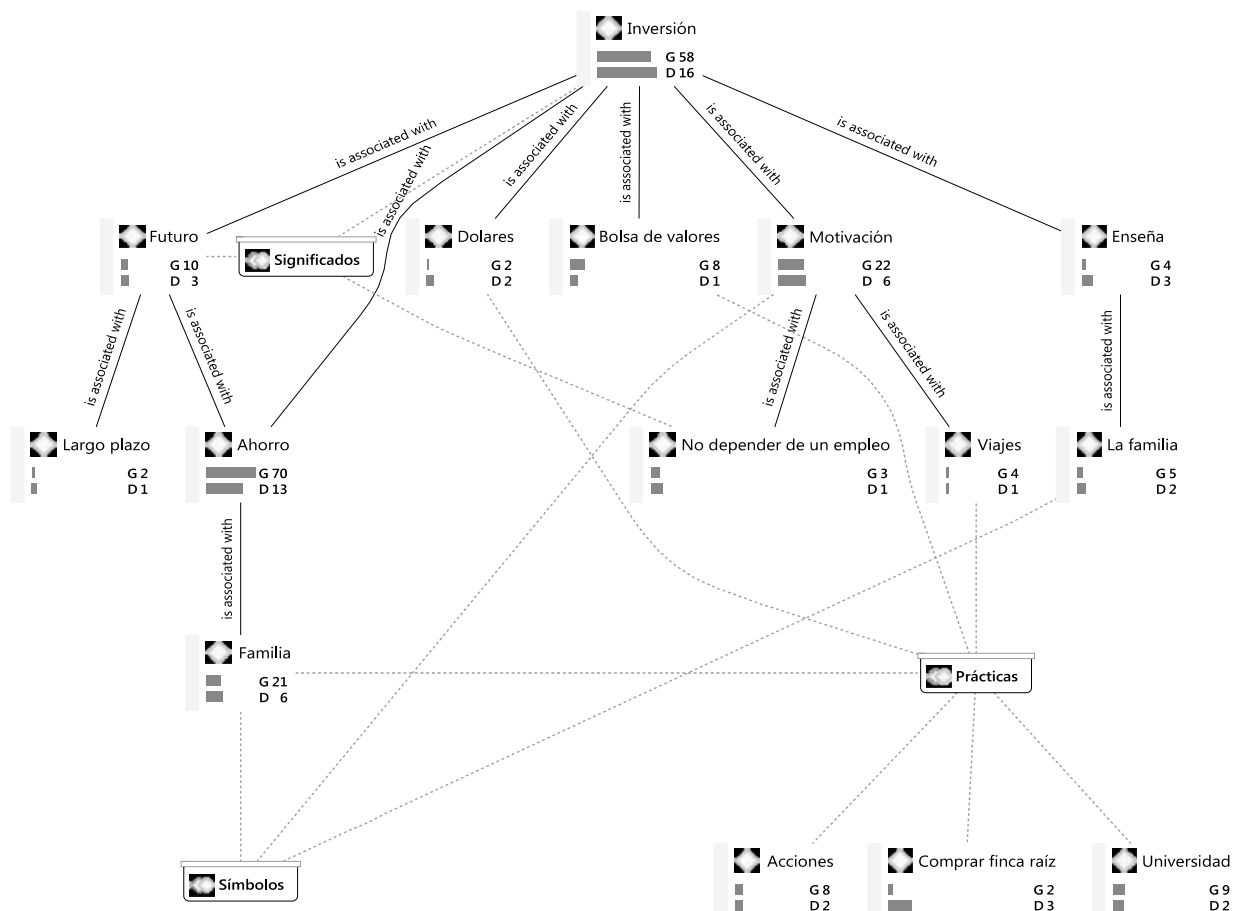 Inversión
G 58
D 16
is associated with
is associated with
is associated with
is associated with
is associated with
is associated with
is associated with
Futuro
G 10
D 3
Significados
Dolares
G 2
D 2
Bolsa de valores
G 8
D 1
Motivación
G 22
D 6
Enseña
G 4
D 3
is associated with
is associated with
is associated with
is associated with
is associated with
Largo plazo
G 2
D 1
Ahorro
G 70
D 13
No depender de un empleo
G 3
D 1
Viajes
G 4
D 1
La familia
G 5
D 2
is associated with
Familia
G 21
D 6
Prácticas
Símbolos
Acciones
G 8
D 2
Comprar finca raíz
G 2
D 3
Universidad
G 9
D 2